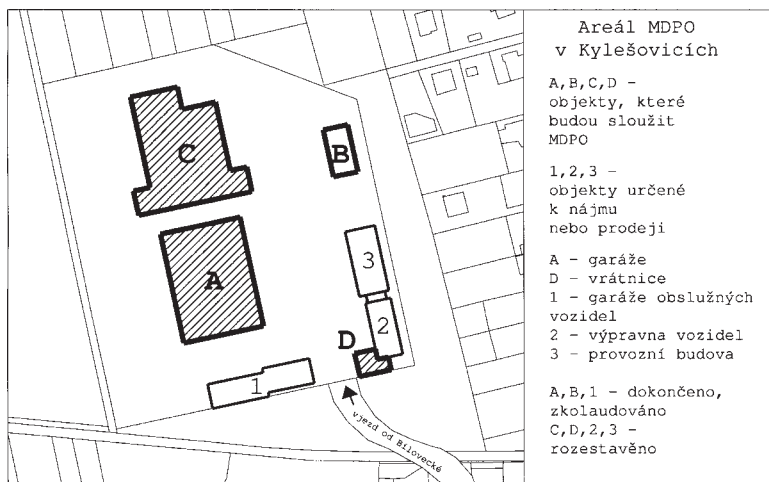 Areál MDPO
v Kylešovicích
A,B,C,D –
objekty, které
budou sloužit
MDPO
1,2,3 –
objekty určené
k nájmu
nebo prodeji
A – garáže
D – vrátnice
1 – garáže obslužných
vozidel
2 – výpravna vozidel
3 – provozní budova
A,B,1 – dokončeno,
zkolaudováno
C,D,2,3 –
rozestavěno
C
B
A
3
2
D
1
vjezd od Bílovecké